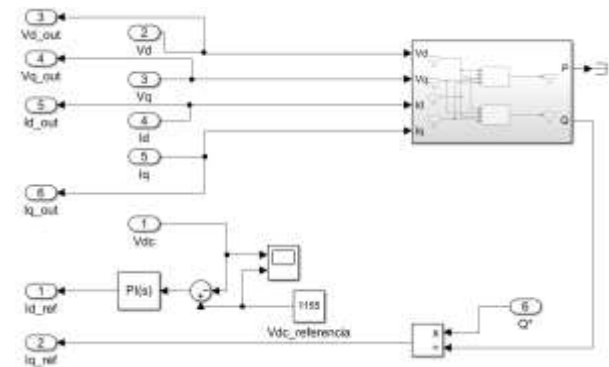 3
Vd_out
2
Vd
4
Vq_out
3
Vq
5
Id_out
4
Id
5
Iq
6
Iq_out
Vd
Vq
Id
Iq
P
Q
1
Vdc
1
Id_ref
PI(s)
1155
Vdc_referencia
6
Q*
2
Iq_ref